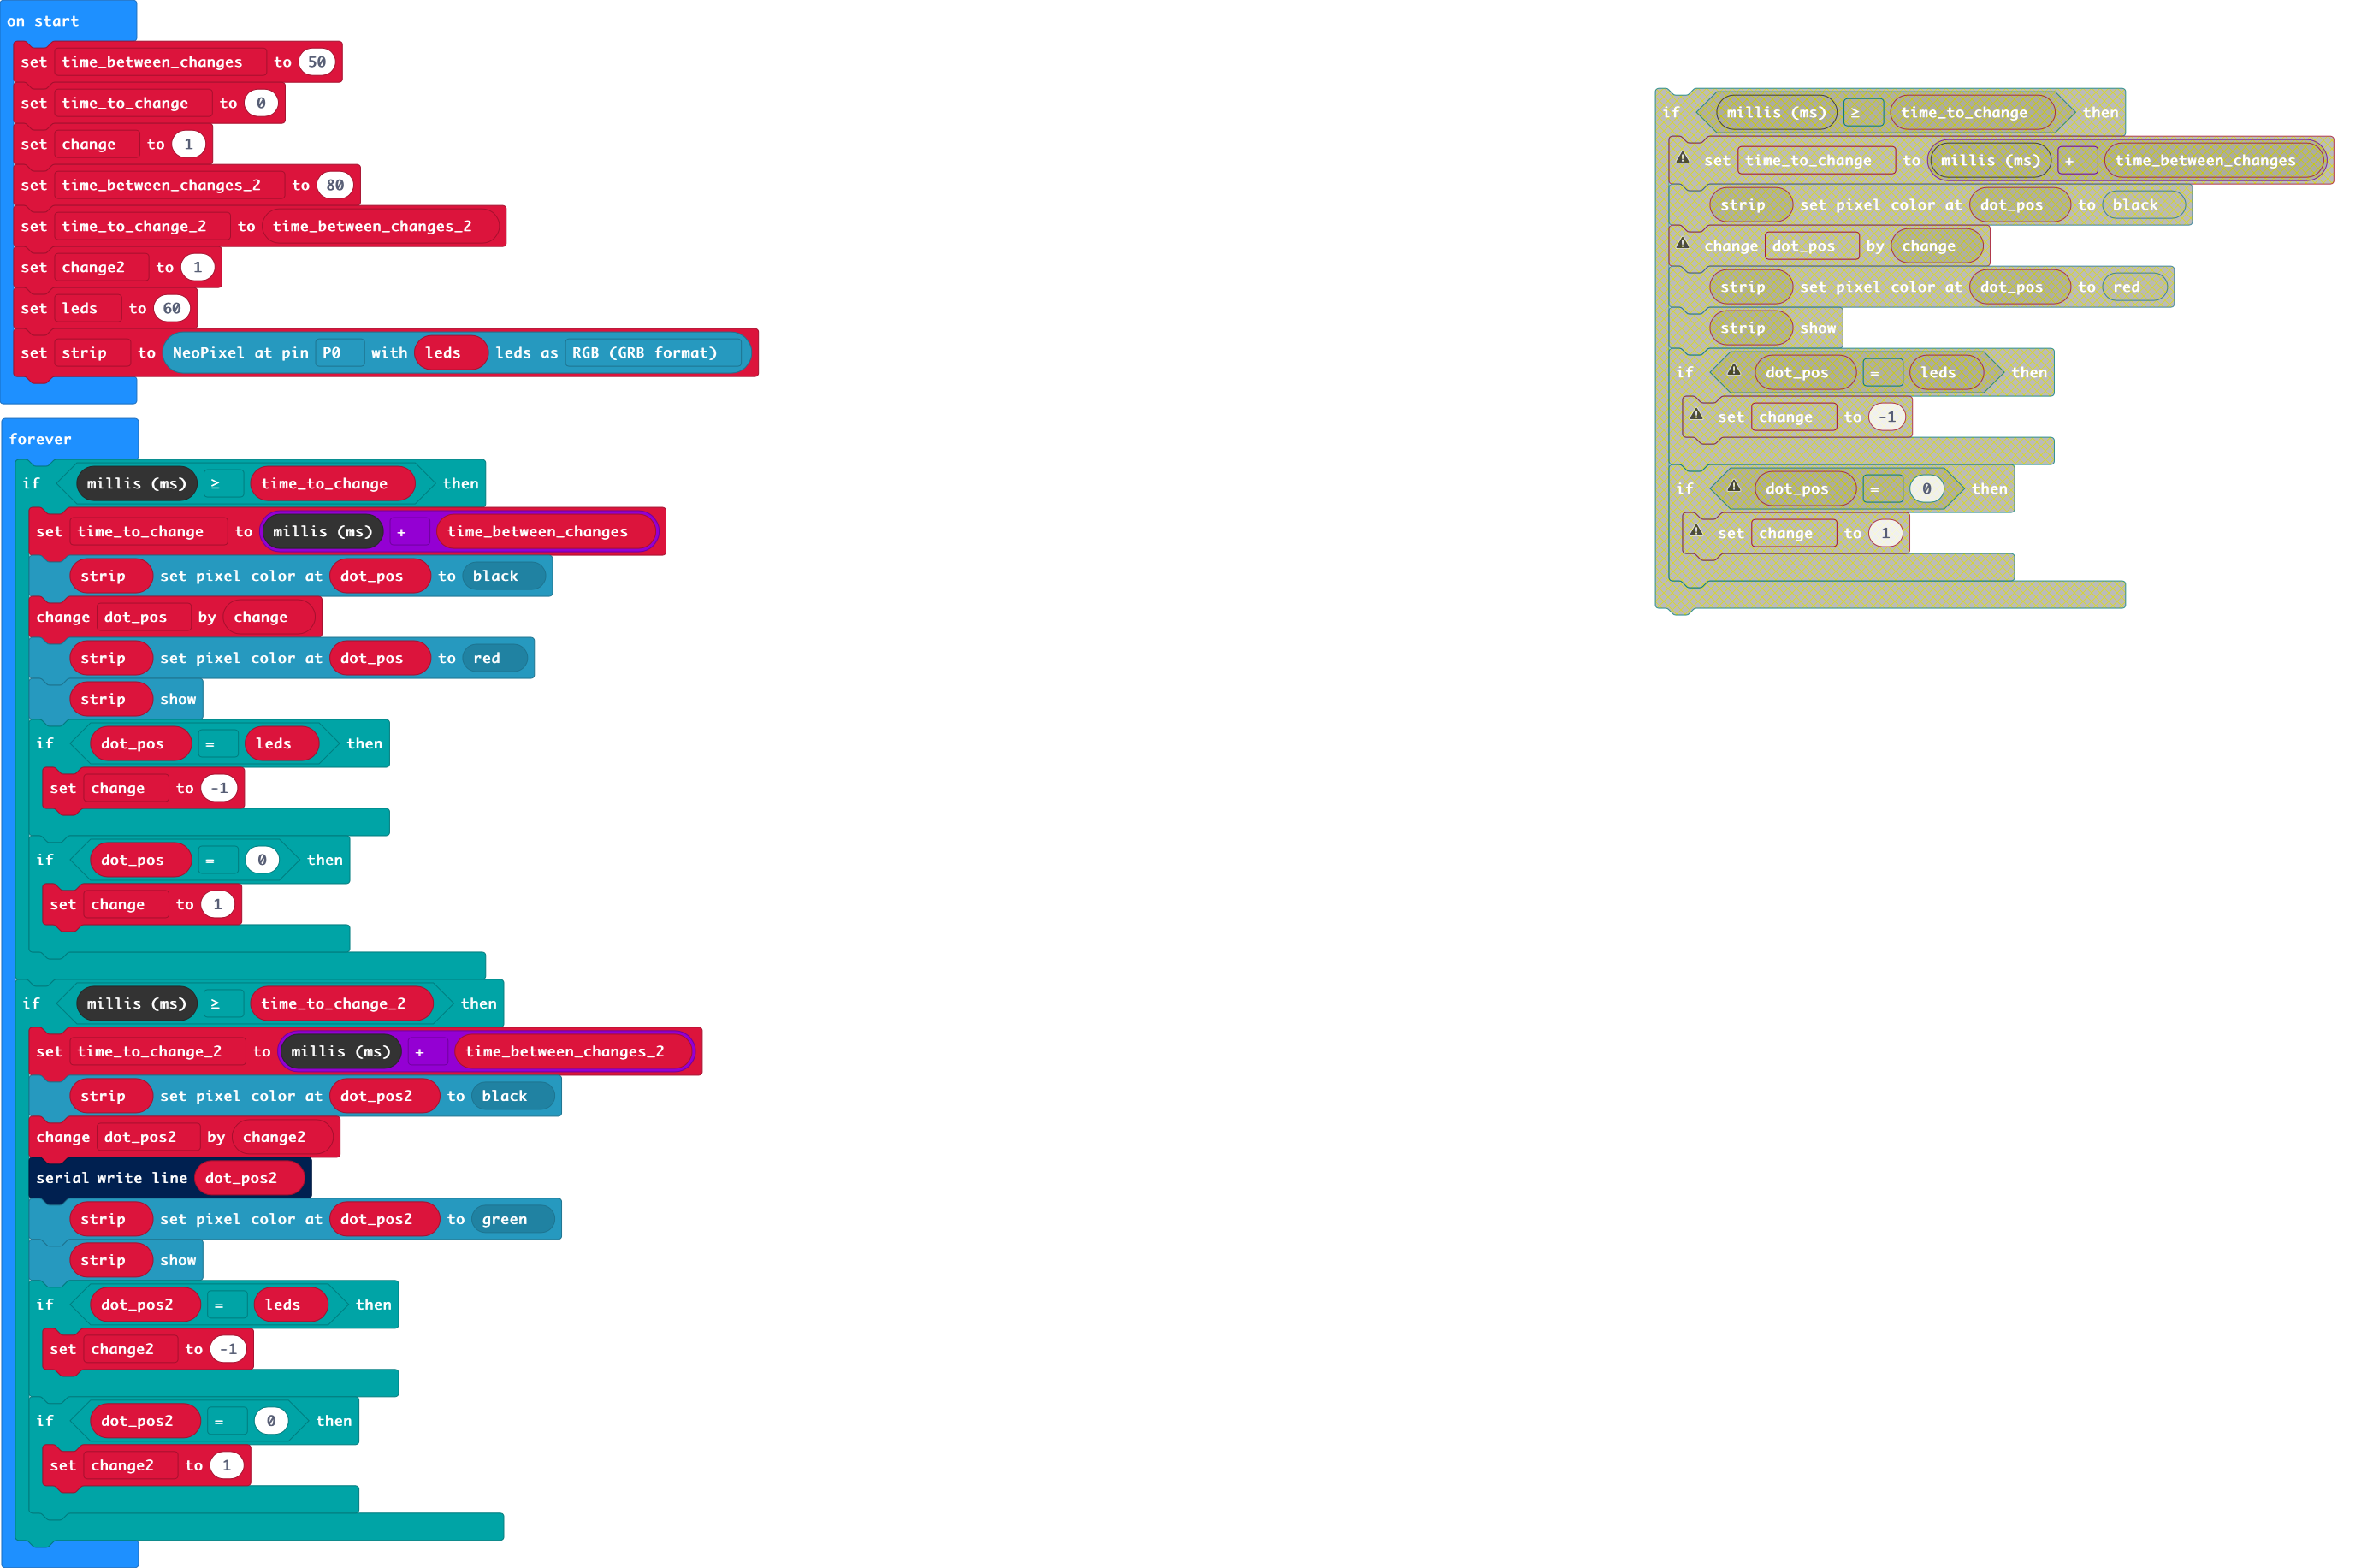 on start
set time_between_changes to 50
set time_to_change to 0
set change to 1
set time_between_changes_2 to 80
set time_to_change_2 to time_between_changes_2
set change2 to 1
set leds to 60
set strip to NeoPixel at pin P0 with leds leds as RGB (GRB format)
forever
if millis (ms) ≥ time_to_change then
set time_to_change to millis (ms) + time_between_changes
strip set pixel color at dot_pos to black
change dot_pos by change
strip set pixel color at dot_pos to red
strip show
if dot_pos = leds then
set change to -1
if dot_pos = 0 then
set change to 1
if millis (ms) ≥ time_to_change_2 then
set time_to_change_2 to millis (ms) + time_between_changes_2
strip set pixel color at dot_pos2 to black
change dot_pos2 by change2
serial write line dot_pos2
strip set pixel color at dot_pos2 to green
strip show
if dot_pos2 = leds then
set change2 to -1
if dot_pos2 = 0 then
set change2 to 1
if millis (ms) ≥ time_to_change then
set time_to_change to millis (ms) + time_between_changes
strip set pixel color at dot_pos to black
change dot_pos by change
strip set pixel color at dot_pos to red
strip show
if dot_pos = leds then
set change to -1
if dot_pos = 0 then
set change to 1